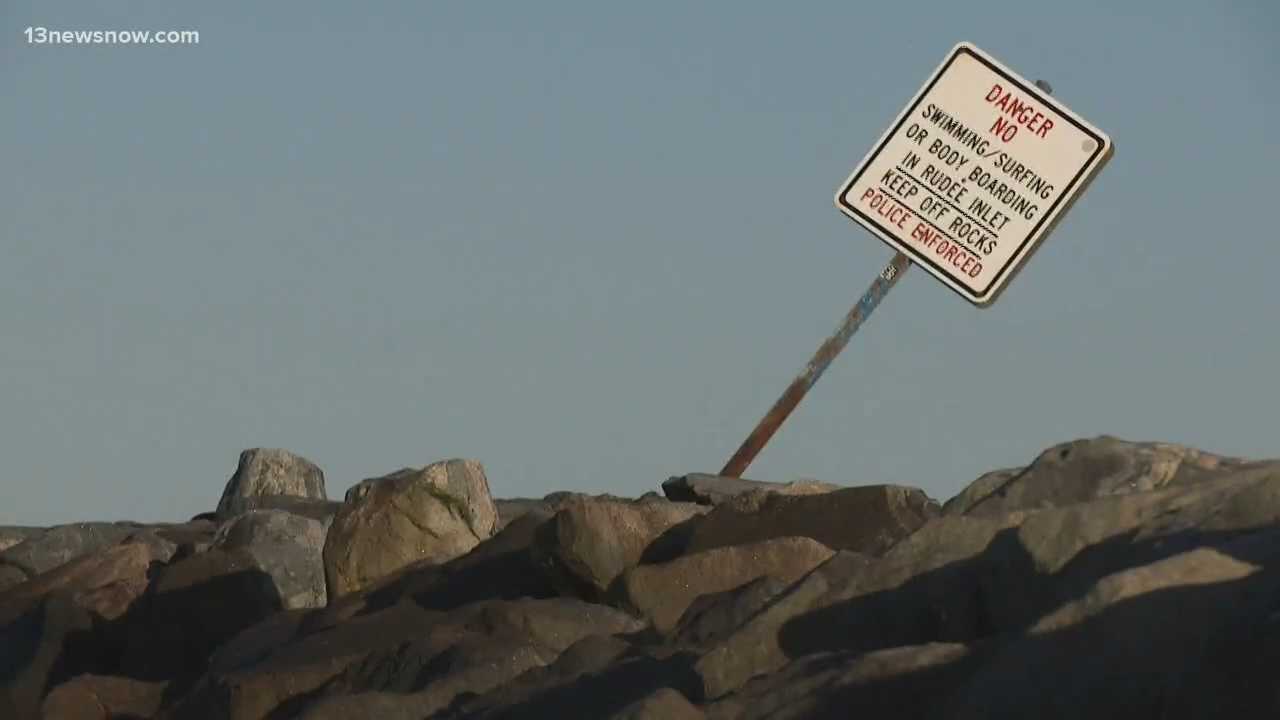 13newsnow.com
DANGER
NO
SWIMMING/SURFING
OR BODY BOARDING
IN RUDEE INLET
KEEP OFF ROCKS
POLICE ENFORCED